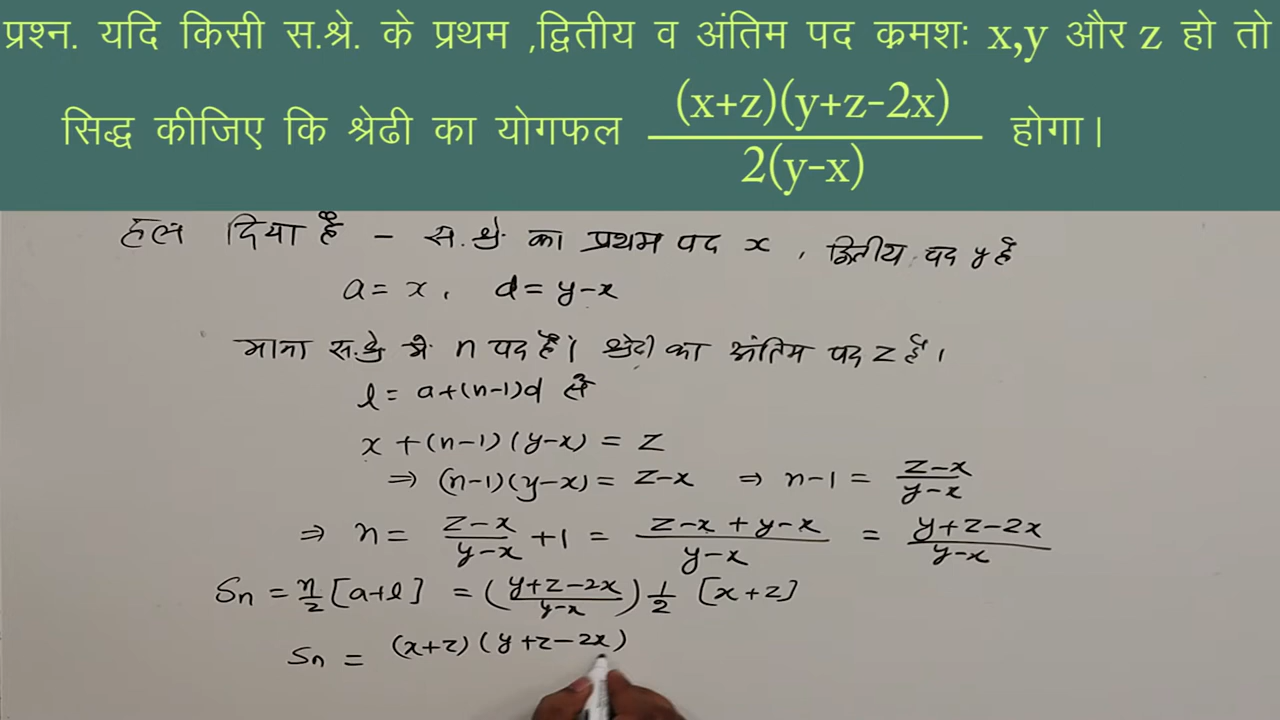 प्रश्न. यदि किसी स.श्रे. के प्रथम ,द्वितीय व अंतिम पद क्रमशः x,y और z हो तो
सिद्ध कीजिए कि श्रेढी का योगफल (x+z)(y+z-2x)/2(y-x) होगा।
हल दिया है - स.श्रे का प्रथम पद x , द्वितीय पद y है
a = x , d = y-x
माना स.श्रे में n पद है। श्रेढी का अंतिम पद z है।
l = a+(n-1)d से
x +(n-1)(y-x) = z
⇒ (n-1)(y-x) = z-x ⇒ n-1 = z-x/y-x
⇒ n = z-x/y-x +1 = z-x+y-x/y-x = y+z-2x/y-x
Sn = n/2 [a+l] = (y+z-2x/y-x) 1/2 [x+z]
Sn = (x+z)(y+z-2x)